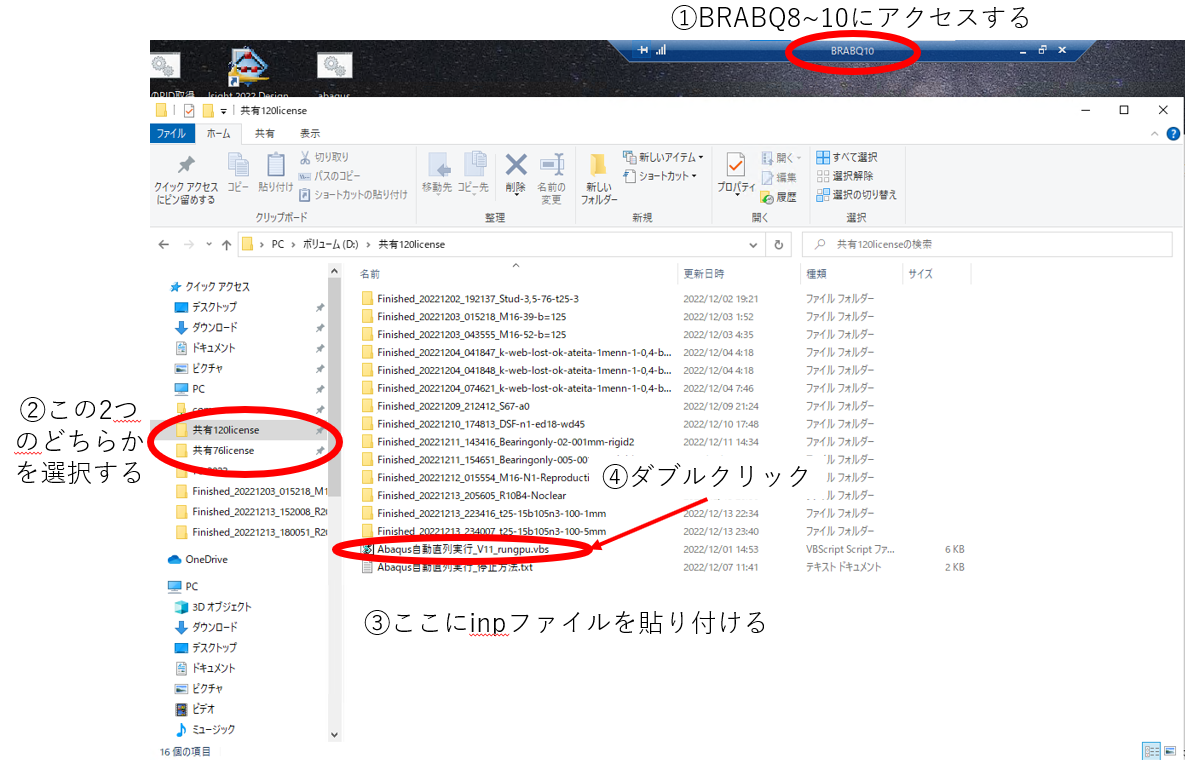 ①BRABQ8~10にアクセスする
BRABQ10
のPID取得
Isight 2022 Design
abaqus
共有120license
ファイル ホーム 共有 表示
クイック アクセス
にピン留めする
コピー
貼り付け
切り取り
パスのコピー
ショートカットの貼り付け
クリップボード
移動先
コピー先
削除
名前の
変更
整理
新しい
フォルダー
新しいアイテム
ショートカット
新規
プロパティ
開く
編集
履歴
開く
すべて選択
選択解除
選択の切り替え
選択
PC › ボリューム (D:) › 共有120license
共有120licenseの検索
クイック アクセス
デスクトップ
ダウンロード
ドキュメント
ピクチャ
PC
共有120license
共有76license
Finished_20221203_015218_M1
Finished_20221213_152008_R20
Finished_20221213_180051_R20
OneDrive
PC
3D オブジェクト
ダウンロード
デスクトップ
ドキュメント
ピクチャ
ビデオ
ミュージック
②この2つ
のどちらか
を選択する
名前 更新日時 種類 サイズ
Finished_20221202_192137_Stud-3,5-76-t25-3 2022/12/02 19:21 ファイル フォルダー
Finished_20221203_015218_M16-39-b=125 2022/12/03 1:52 ファイル フォルダー
Finished_20221203_043555_M16-52-b=125 2022/12/03 4:35 ファイル フォルダー
Finished_20221204_041847_k-web-lost-ok-ateita-1menn-1-0,4-b... 2022/12/04 4:18 ファイル フォルダー
Finished_20221204_041848_k-web-lost-ok-ateita-1menn-1-0,4-b... 2022/12/04 4:18 ファイル フォルダー
Finished_20221204_074621_k-web-lost-ok-ateita-1menn-1-0,4-b... 2022/12/04 7:46 ファイル フォルダー
Finished_20221209_212412_S67-a0 2022/12/09 21:24 ファイル フォルダー
Finished_20221210_174813_DSF-n1-ed18-wd45 2022/12/10 17:48 ファイル フォルダー
Finished_20221211_143416_Bearingonly-02-001mm-rigid2 2022/12/11 14:34 ファイル フォルダー
Finished_20221211_154651_Bearingonly-005-00 ファイル フォルダー
Finished_20221212_015554_M16-N1-Reproducti ファイル フォルダー
④ダブルクリック
Finished_20221213_205605_R10B4-Noclear ファイル フォルダー
Finished_20221213_223416_t25-15b105n3-100-1mm 2022/12/13 22:34 ファイル フォルダー
Finished_20221213_234007_t25-15b105n3-100-5mm 2022/12/13 23:40 ファイル フォルダー
Abaqus自動直列実行_V11_rungpu.vbs 2022/12/01 14:53 VBScript Script ファ... 6 KB
Abaqus自動直列実行_停止方法.txt 2022/12/07 11:41 テキスト ドキュメント 2 KB
③ここにinpファイルを貼り付ける
16 個の項目